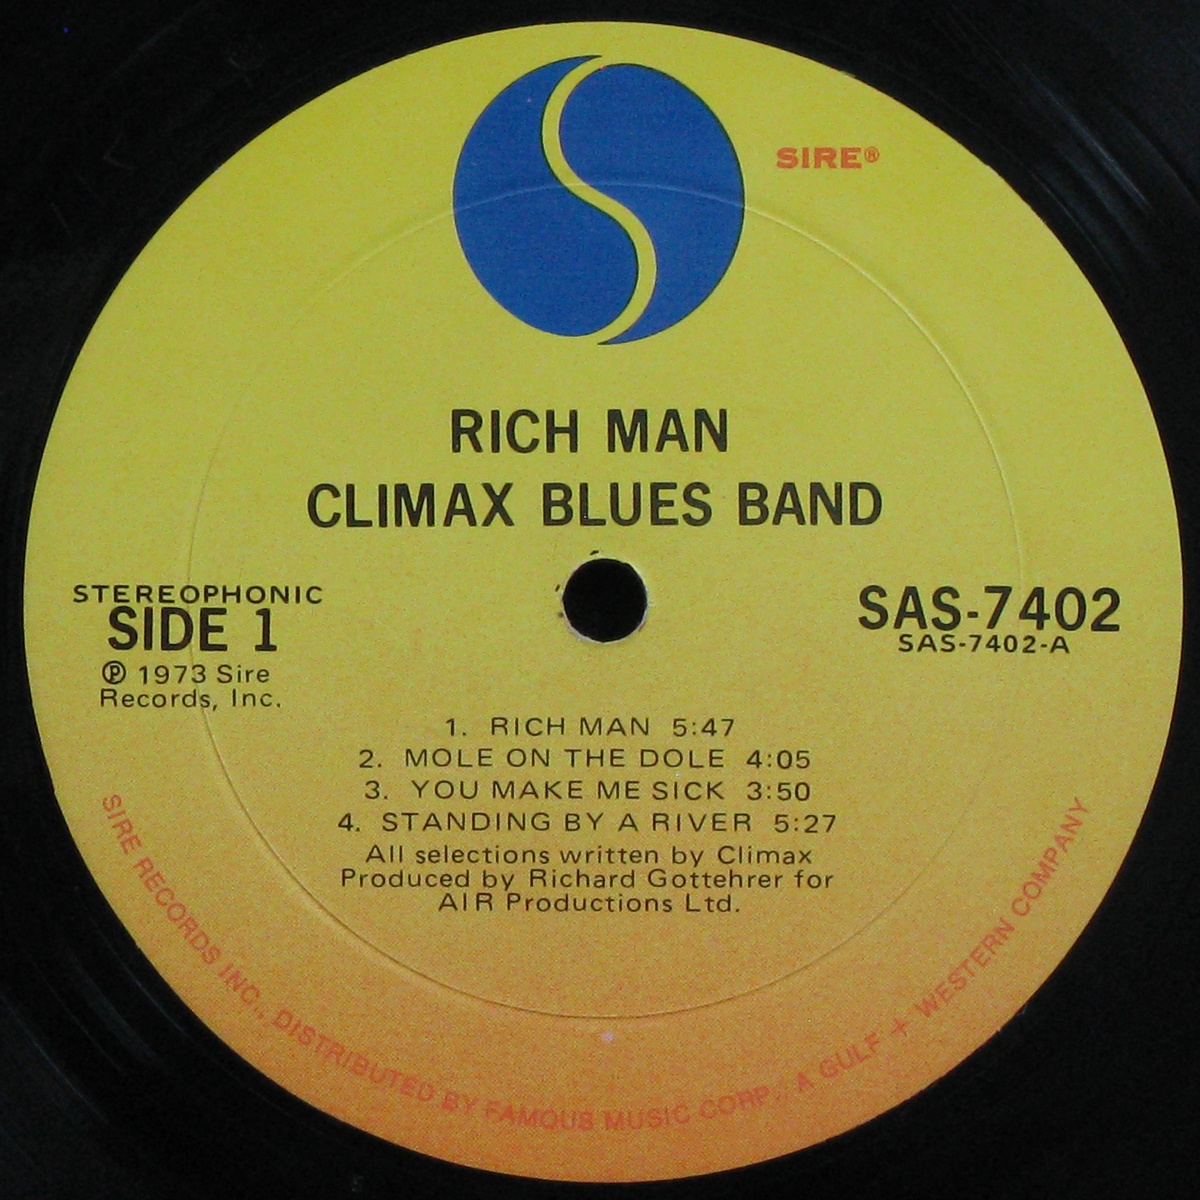 SIRE®
RICH MAN
CLIMAX BLUES BAND
STEREOPHONIC
SIDE 1
℗ 1973 Sire
Records, Inc.
SAS-7402
SAS-7402-A
1. RICH MAN 5:47
2. MOLE ON THE DOLE 4:05
3. YOU MAKE ME SICK 3:50
4. STANDING BY A RIVER 5:27
All selections written by Climax
Produced by Richard Gottehrer for
AIR Productions Ltd.
SIRE RECORDS INC., DISTRIBUTED BY FAMOUS MUSIC CORP., A GULF + WESTERN COMPANY